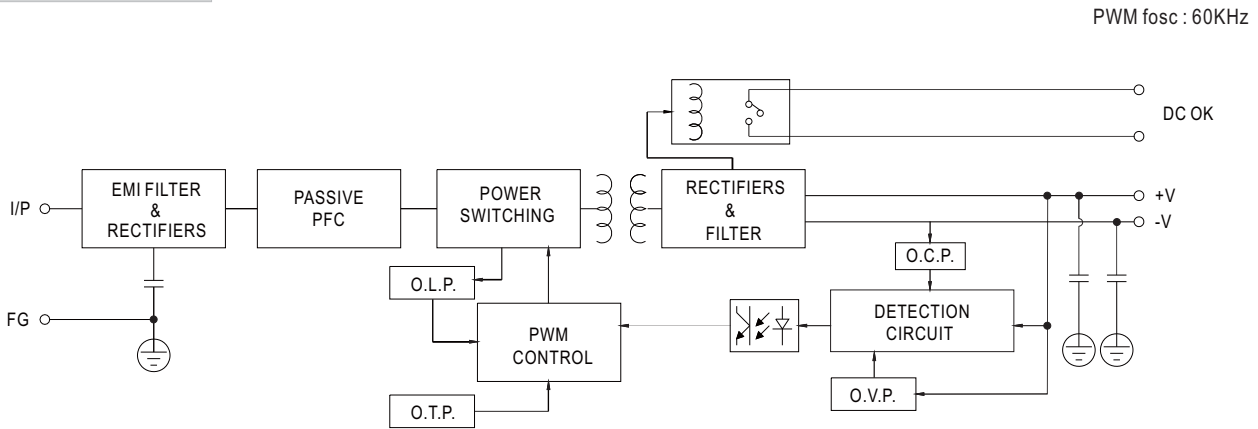 PWM fosc : 60KHz
DC OK
EMI FILTER
&
RECTIFIERS
PASSIVE
PFC
POWER
SWITCHING
RECTIFIERS
&
FILTER
I/P
+V
-V
O.C.P.
O.L.P.
FG
DETECTION
CIRCUIT
PWM
CONTROL
O.V.P.
O.T.P.